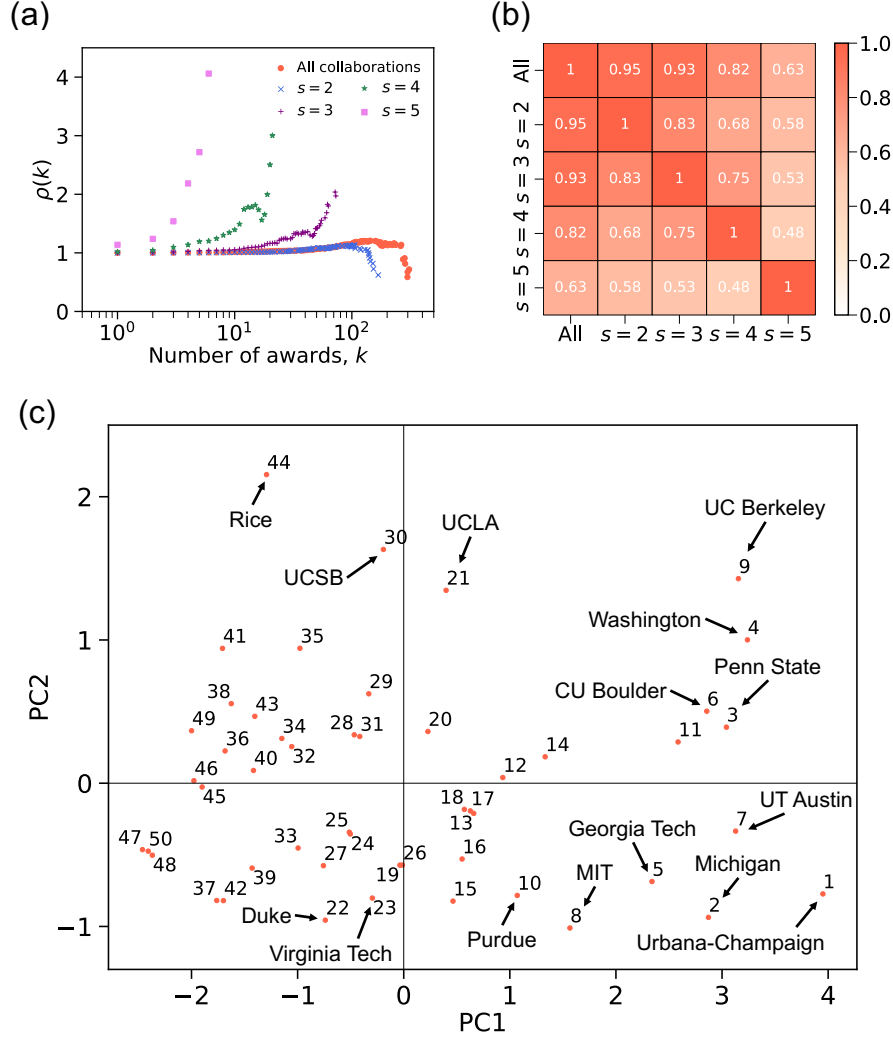 (a)
ρ(k)
0
1
2
3
4
All collaborations
s = 2
s = 3
s = 4
s = 5
10⁰
10¹
10²
Number of awards, k
(b)
All
s = 2
s = 3
s = 4
s = 5
1 0.95 0.93 0.82 0.63
0.95 1 0.83 0.68 0.58
0.93 0.83 1 0.75 0.53
0.82 0.68 0.75 1 0.48
0.63 0.58 0.53 0.48 1
All s = 2 s = 3 s = 4 s = 5
1.0
0.8
0.6
0.4
0.2
0.0
(c)
PC2
2
1
0
−1
44
Rice
30
UCSB
UCLA
21
UC Berkeley
9
Washington
4
Penn State
CU Boulder
6
3
11
41
35
38
43
29
49
36
34
28
31
20
40
32
14
46
12
45
18
17
13
UT Austin
7
25
24
Georgia Tech
47
50
48
33
27
16
5
Michigan
39
19
26
MIT
37
42
15
10
1
Duke
22
23
8
2
Virginia Tech
Purdue
Urbana-Champaign
−2 −1 0 1 2 3 4
PC1